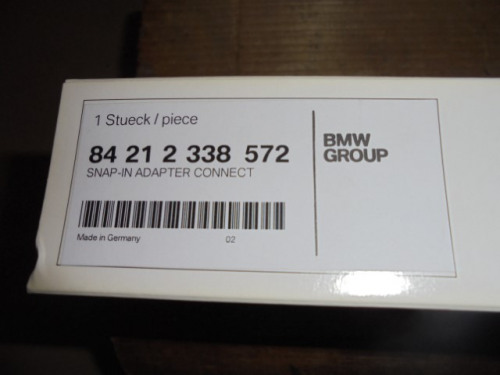 1 Stueck / piece
84 21 2 338 572
SNAP-IN ADAPTER CONNECT
Made in Germany 02
BMW
GROUP